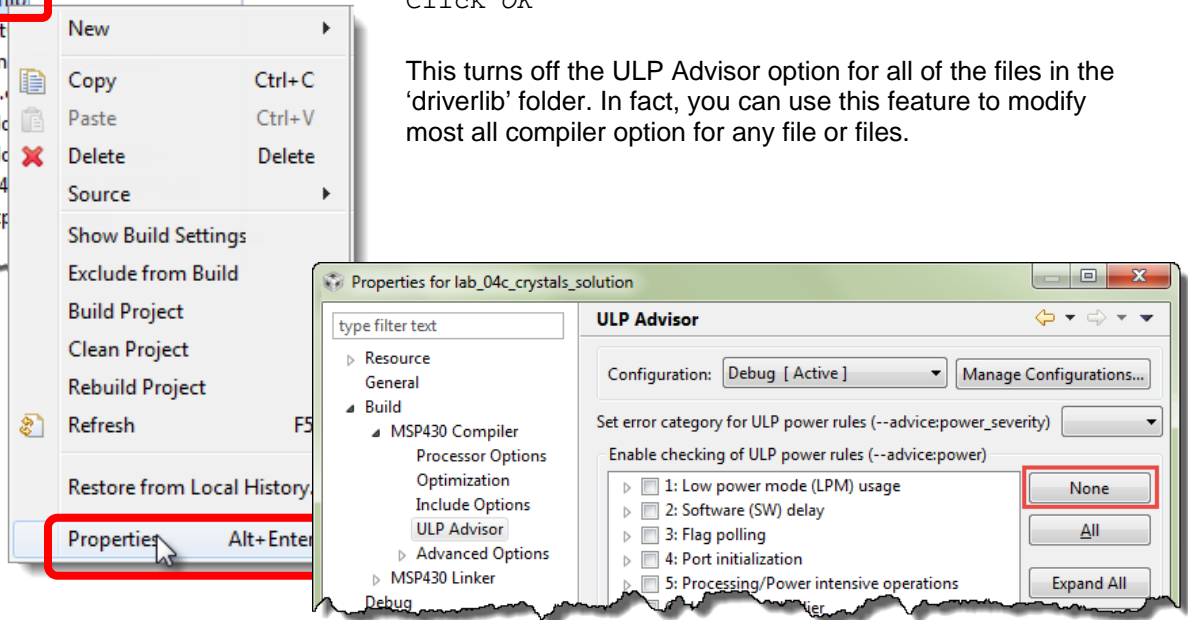 Click OK
This turns off the ULP Advisor option for all of the files in the
‘driverlib’ folder. In fact, you can use this feature to modify
most all compiler option for any file or files.
New
Copy Ctrl+C
Paste Ctrl+V
Delete Delete
Source
Show Build Settings
Exclude from Build
Build Project
Clean Project
Rebuild Project
Refresh F5
Restore from Local History.
Properties Alt+Enter
Properties for lab_04c_crystals_solution
type filter text
Resource
General
Build
MSP430 Compiler
Processor Options
Optimization
Include Options
ULP Advisor
Advanced Options
MSP430 Linker
Debug
ULP Advisor
Configuration: Debug [ Active ] Manage Configurations...
Set error category for ULP power rules (--advice:power_severity)
Enable checking of ULP power rules (--advice:power)
1: Low power mode (LPM) usage
2: Software (SW) delay
3: Flag polling
4: Port initialization
5: Processing/Power intensive operations
None
All
Expand All